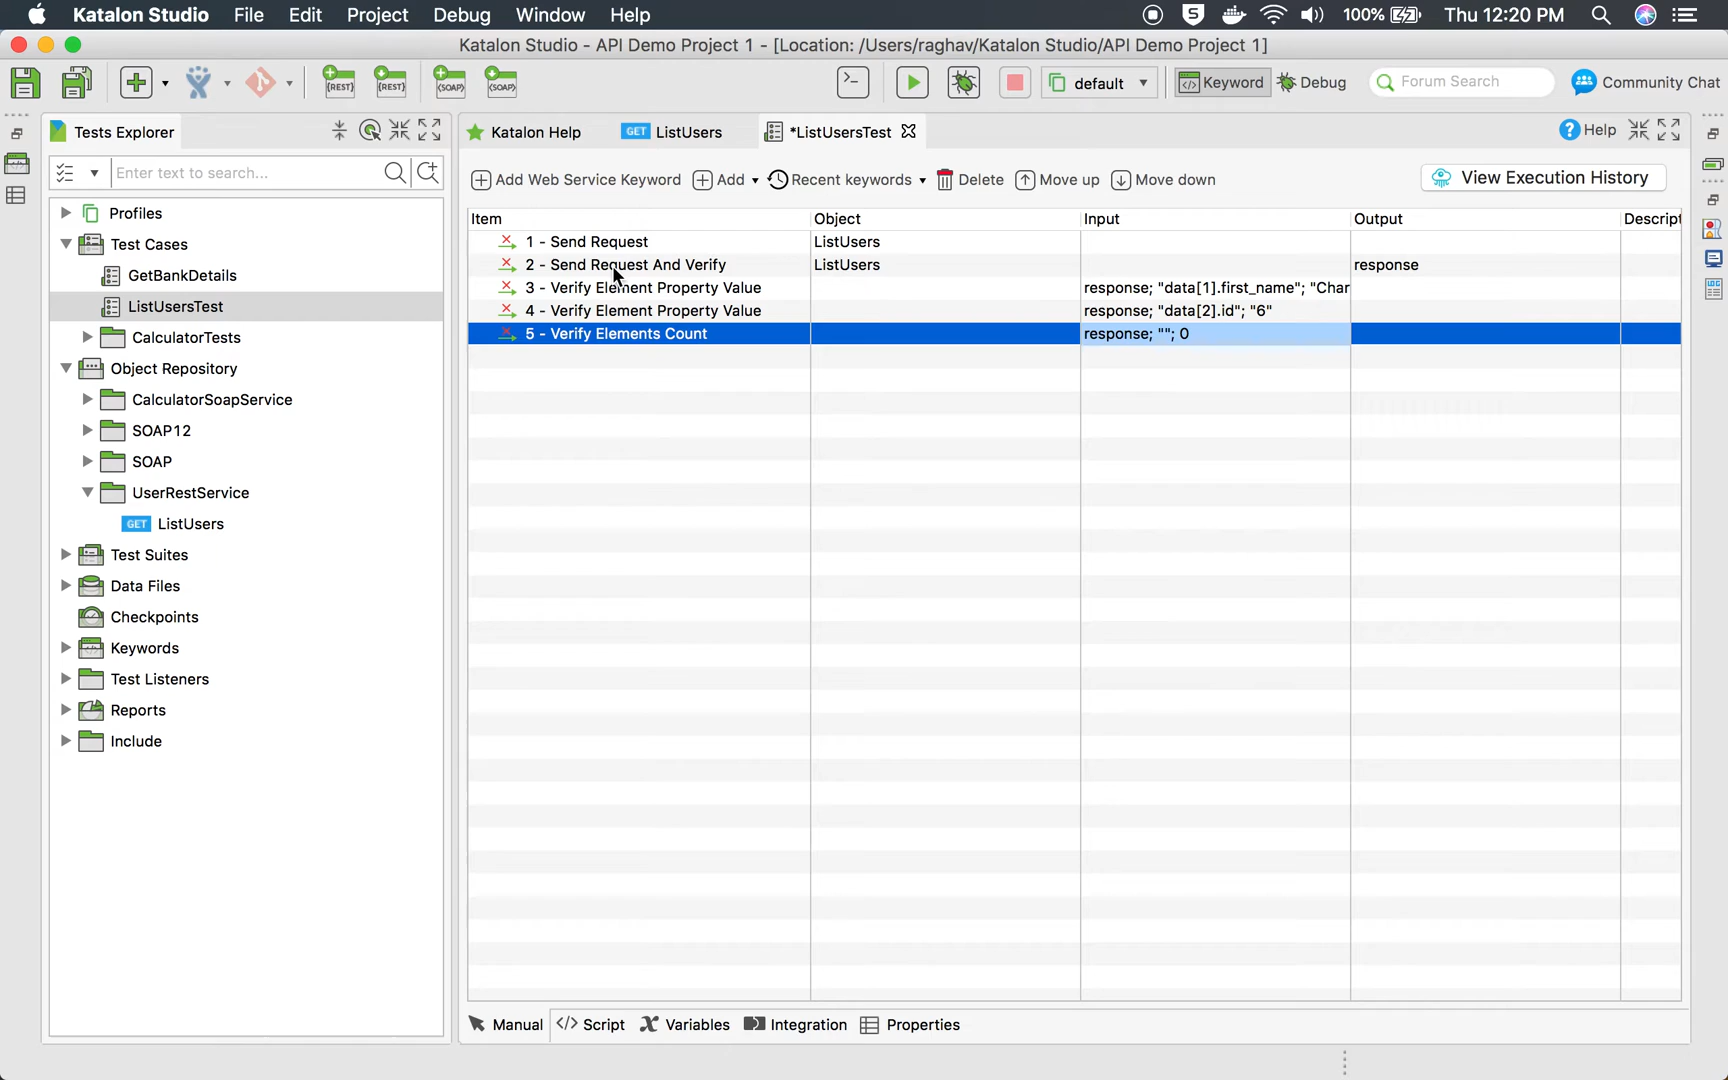 Katalon Studio File Edit Project Debug Window Help 100% Thu 12:20 PM
Katalon Studio - API Demo Project 1 - [Location: /Users/raghav/Katalon Studio/API Demo Project 1]
REST REST SOAP SOAP default Keyword Debug Forum Search Community Chat
Tests Explorer
Enter text to search...
Profiles
Test Cases
GetBankDetails
ListUsersTest
CalculatorTests
Object Repository
CalculatorSoapService
SOAP12
SOAP
UserRestService
GET ListUsers
Test Suites
Data Files
Checkpoints
Keywords
Test Listeners
Reports
Include
Katalon Help GET ListUsers *ListUsersTest Help
Add Web Service Keyword Add Recent keywords Delete Move up Move down View Execution History
Item Object Input Output Descript
1 - Send Request ListUsers
2 - Send Request And Verify ListUsers response
3 - Verify Element Property Value response; "data[1].first_name"; "Char
4 - Verify Element Property Value response; "data[2].id"; "6"
5 - Verify Elements Count response; ""; 0
Manual Script Variables Integration Properties